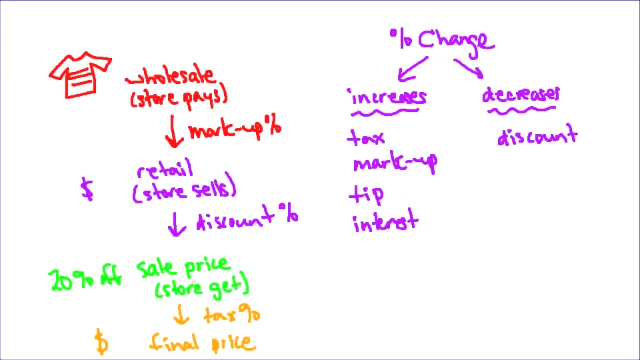 wholesale
(store pays)
mark-up %
retail
$ (store sells)
discount %
20% off sale price
(store get)
tax %
$ final price
% Change
increases decreases
tax discount
mark-up
tip
interest